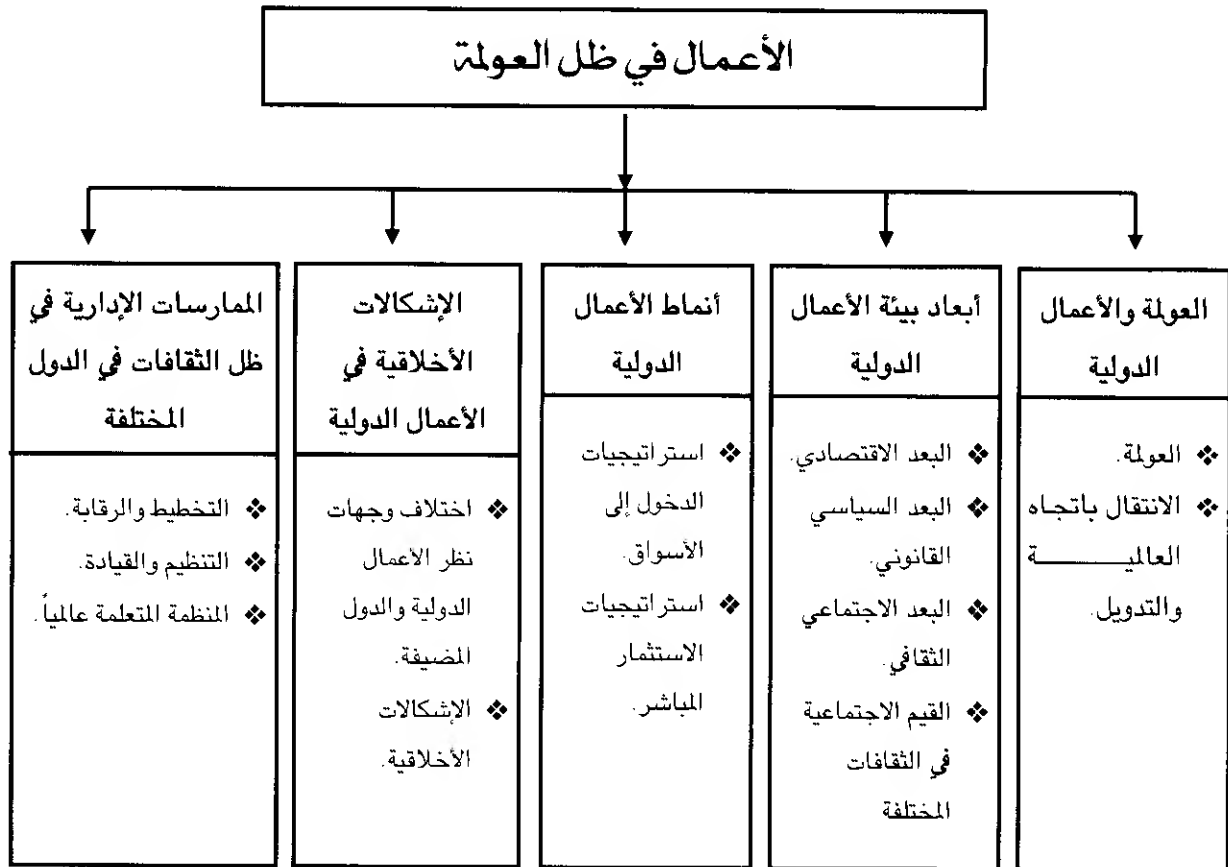 الأعمال في ظل العولمة
العولمة والأعمال
الدولية
❖ العولمة.
❖ الانتقال باتجاه
العالميــــــة
والتدويل.
أبعاد بيئة الأعمال
الدولية
❖ البعد الاقتصادي.
❖ البعد السياسي
القانوني.
❖ البعد الاجتماعي
الثقافي.
❖ القيم الاجتماعية
في الثقافات
المختلفة
أنماط الأعمال
الدولية
❖ استراتيجيات
الدخول إلى
الأسواق.
❖ استراتيجيات
الاستثمار
المباشر.
الإشكالات
الأخلاقية في
الأعمال الدولية
❖ اختلاف وجهات
نظر الأعمال
الدولية والدول
المضيفة.
❖ الإشكالات
الأخلاقية.
الممارسات الإدارية في
ظل الثقافات في الدول
المختلفة
❖ التخطيط والرقابة.
❖ التنظيم والقيادة.
❖ المنظمة المتعلمة عالمياً.